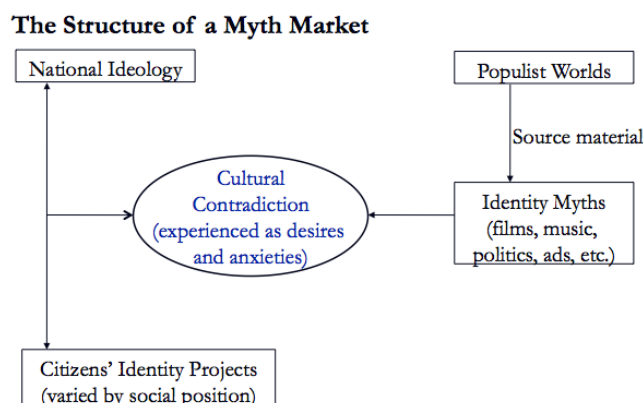 The Structure of a Myth Market
National Ideology
Populist Worlds
Source material
Cultural
Contradiction
(experienced as desires
and anxieties)
Identity Myths
(films, music,
politics, ads, etc.)
Citizens’ Identity Projects
(varied by social position)